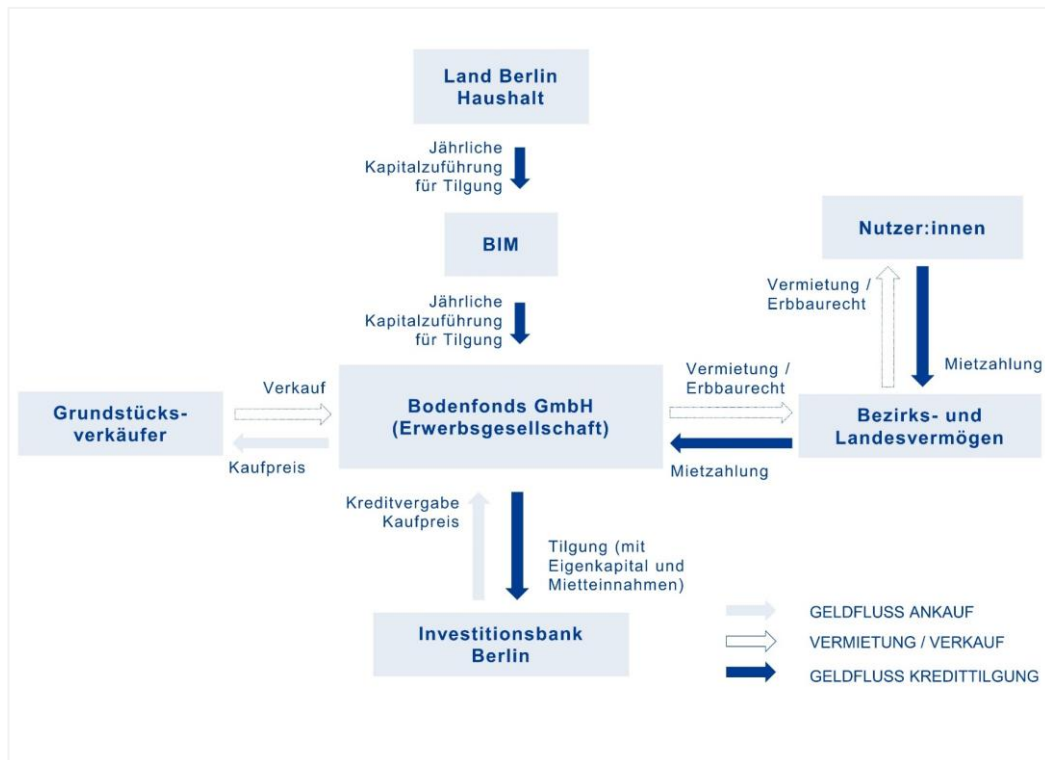 Land Berlin
Haushalt
Jährliche
Kapitalzuführung
für Tilgung
BIM
Nutzer:innen
Jährliche
Kapitalzuführung
für Tilgung
Vermietung /
Erbbaurecht
Mietzahlung
Grundstücks-
verkäufer
Verkauf
Kaufpreis
Bodenfonds GmbH
(Erwerbsgesellschaft)
Vermietung /
Erbbaurecht
Mietzahlung
Bezirks- und
Landesvermögen
Kreditvergabe
Kaufpreis
Tilgung (mit
Eigenkapital und
Mietteinnahmen)
Investitionsbank
Berlin
GELDFLUSS ANKAUF
VERMIETUNG / VERKAUF
GELDFLUSS KREDITTILGUNG